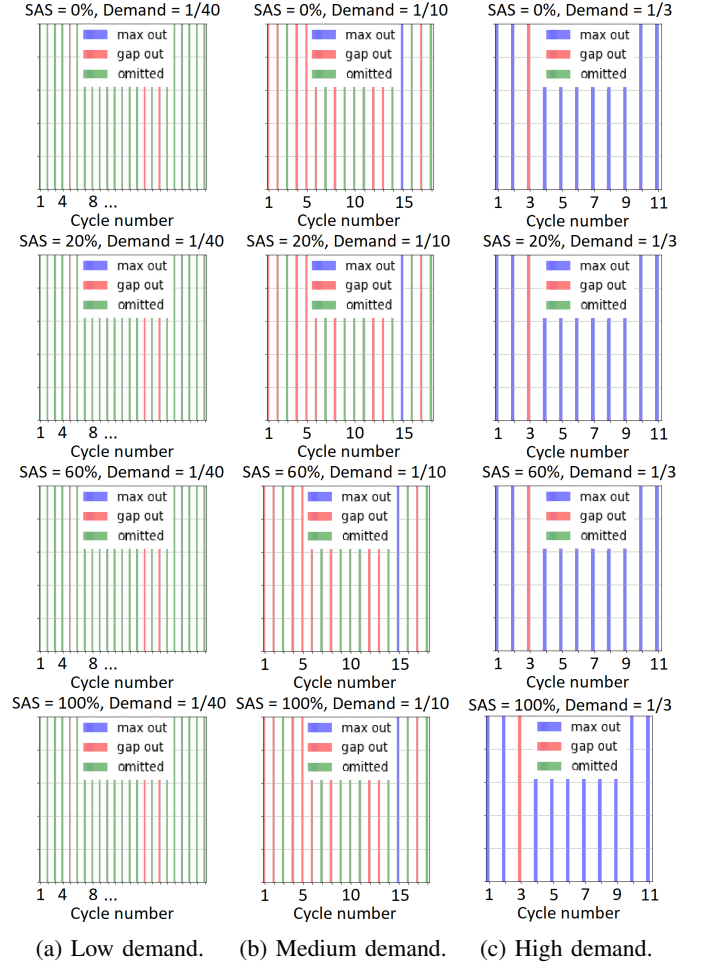 SAS = 0%, Demand = 1/40
max out
gap out
omitted
1 4 8 ...
Cycle number
SAS = 0%, Demand = 1/10
max out
gap out
omitted
5 10 15
Cycle number
SAS = 0%, Demand = 1/3
max out
gap out
omitted
1 3 5 7 9 11
Cycle number
SAS = 20%, Demand = 1/40
max out
gap out
omitted
1 4 8 ...
Cycle number
SAS = 20%, Demand = 1/10
max out
gap out
omitted
1 5 10 15
Cycle number
SAS = 20%, Demand = 1/3
max out
gap out
omitted
1 3 5 7 9 11
Cycle number
SAS = 60%, Demand = 1/40
max out
gap out
omitted
1 4 8 ...
Cycle number
SAS = 60%, Demand = 1/10
max out
gap out
omitted
1 5 10 15
Cycle number
SAS = 60%, Demand = 1/3
max out
gap out
omitted
1 3 5 7 9 11
Cycle number
SAS = 100%, Demand = 1/40
max out
gap out
omitted
1 4 8 ...
Cycle number
SAS = 100%, Demand = 1/10
max out
gap out
omitted
1 5 10 15
Cycle number
SAS = 100%, Demand = 1/3
max out
gap out
omitted
1 3 5 7 9 11
Cycle number
(a) Low demand.
(b) Medium demand.
(c) High demand.